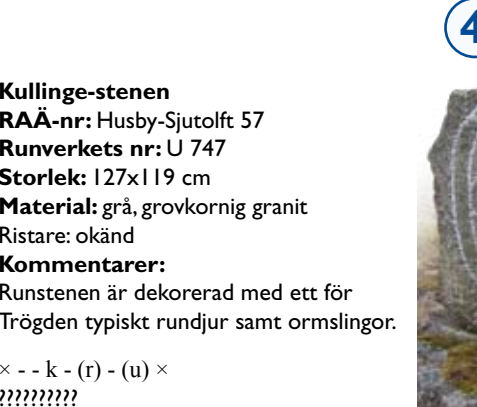 4
Kullinge-stenen
RAÄ-nr: Husby-Sjutolft 57
Runverkets nr: U 747
Storlek: 127x119 cm
Material: grå, grovkornig granit
Ristare: okänd
Kommentarer:
Runstenen är dekorerad med ett för
Trögden typiskt rundjur samt ormslingor.
× - - k - (r) - (u) ×
??????????